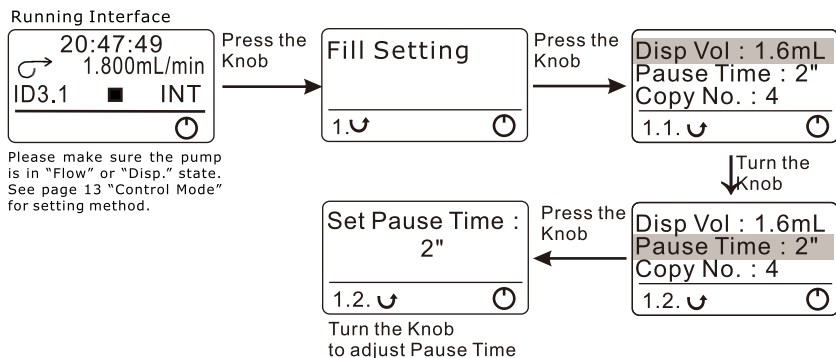 Running Interface
20:47:49
1.800mL/min
ID3.1 ■ INT
Please make sure the pump
is in "Flow" or "Disp." state.
See page 13 "Control Mode"
for setting method.
Press the
Knob
Fill Setting
1.
Press the
Knob
Disp Vol : 1.6mL
Pause Time : 2"
Copy No. : 4
1.1.
Turn the
Knob
Disp Vol : 1.6mL
Pause Time : 2"
Copy No. : 4
1.2.
Press the
Knob
Set Pause Time :
2"
1.2.
Turn the Knob
to adjust Pause Time